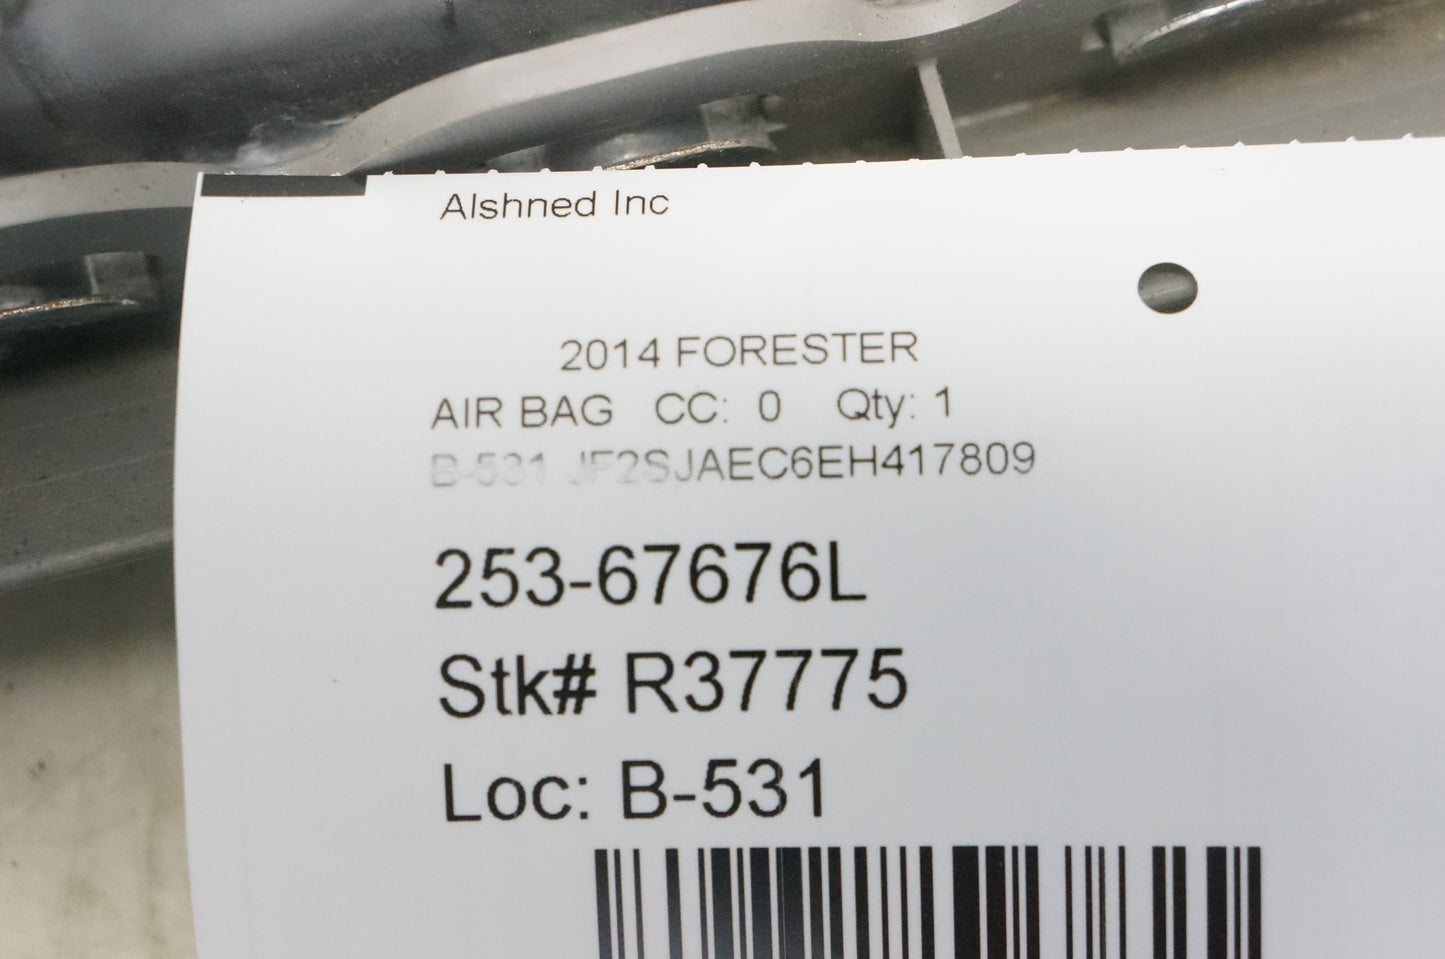 Alshned Inc
2014 FORESTER
AIR BAG CC: 0 Qty: 1
B-531 JF2SJAEC6EH417809
253-67676L
Stk# R37775
Loc: B-531